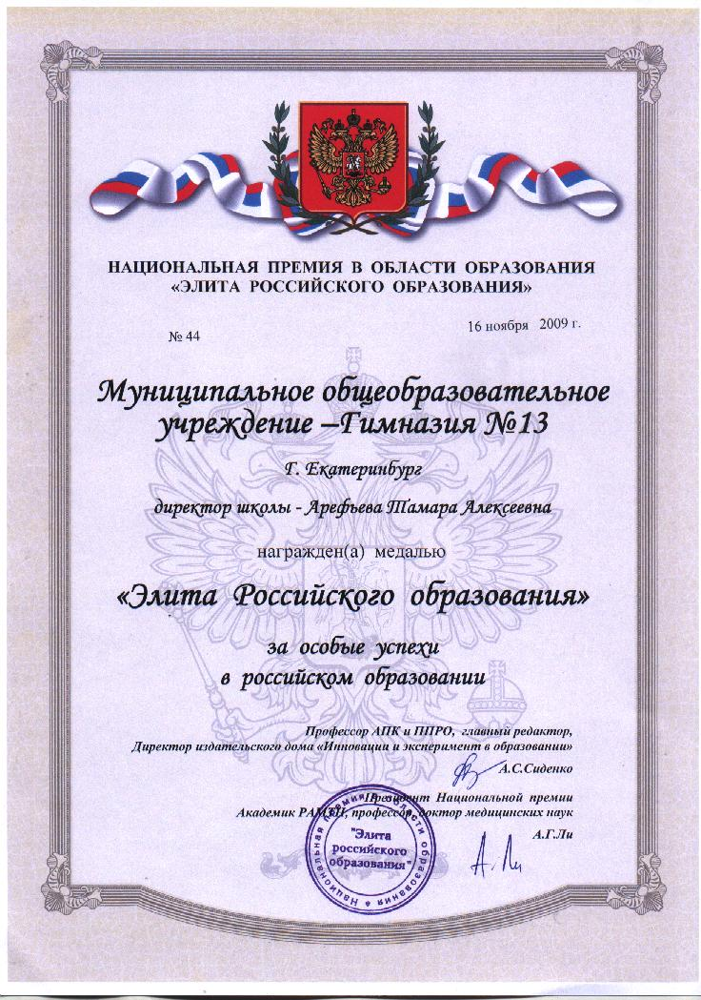 НАЦИОНАЛЬНАЯ ПРЕМИЯ В ОБЛАСТИ ОБРАЗОВАНИЯ
«ЭЛИТА РОССИЙСКОГО ОБРАЗОВАНИЯ»
№ 44
16 ноября 2009 г.
Муниципальное общеобразовательное
учреждение –Гимназия №13
Г. Екатеринбург
директор школы - Арефьева Тамара Алексеевна
награжден(а) медалью
«Элита Российского образования»
за особые успехи
в российском образовании
Профессор АПК и ППРО, главный редактор,
Директор издательского дома «Инновации и эксперимент в образовании»
А.С.Сиденко
Президент Национальной премии
Академик РАМТН, профессор, доктор медицинских наук
А.Г.Ли
А. Ли
Национальная премия в области образования
"Элита
российского
образования"